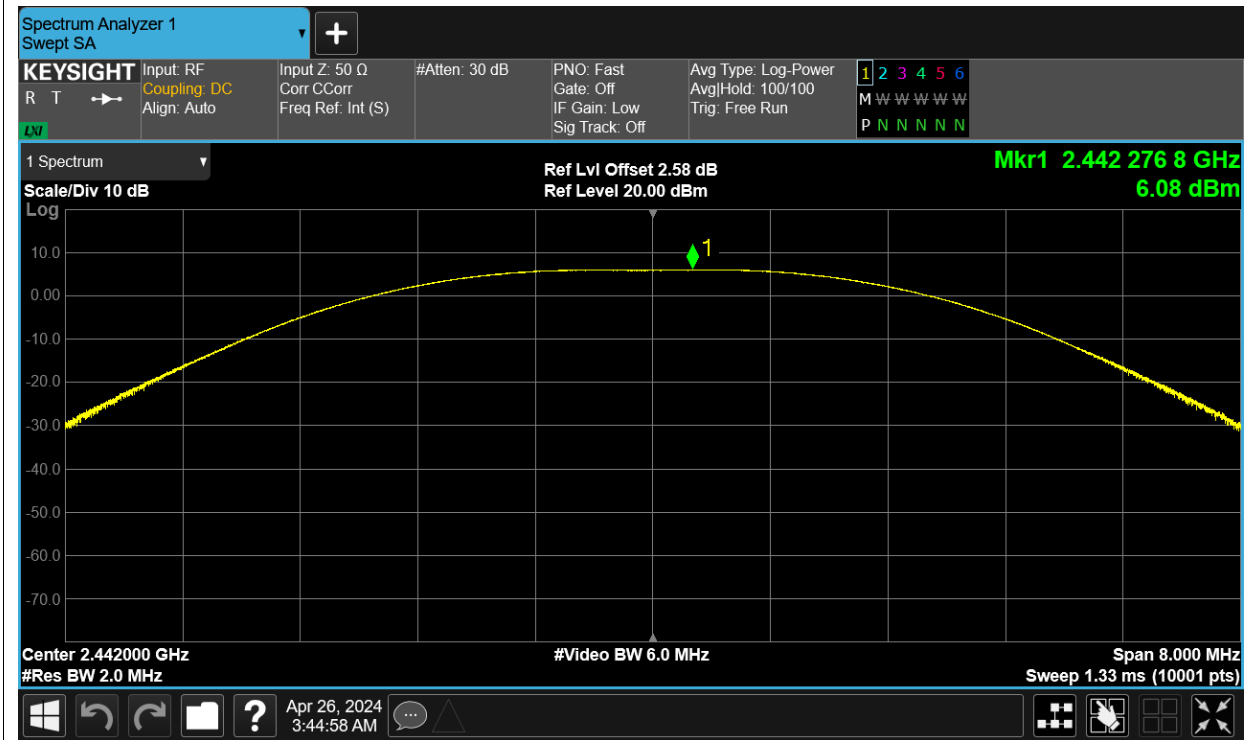 Spectrum Analyzer 1
Swept SA
+
KEYSIGHT
R T
LXI
Input: RF
Coupling: DC
Align: Auto
Input Z: 50 Ω
Corr CCorr
Freq Ref: Int (S)
#Atten: 30 dB
PNO: Fast
Gate: Off
IF Gain: Low
Sig Track: Off
Avg Type: Log-Power
Avg|Hold: 100/100
Trig: Free Run
1 2 3 4 5 6
M W W W W W
P N N N N N
1 Spectrum
Scale/Div 10 dB
Log
Ref Lvl Offset 2.58 dB
Ref Level 20.00 dBm
Mkr1 2.442 276 8 GHz
6.08 dBm
1
10.0
0.00
-10.0
-20.0
-30.0
-40.0
-50.0
-60.0
-70.0
Center 2.442000 GHz
#Res BW 2.0 MHz
#Video BW 6.0 MHz
Span 8.000 MHz
Sweep 1.33 ms (10001 pts)
?
Apr 26, 2024
3:44:58 AM